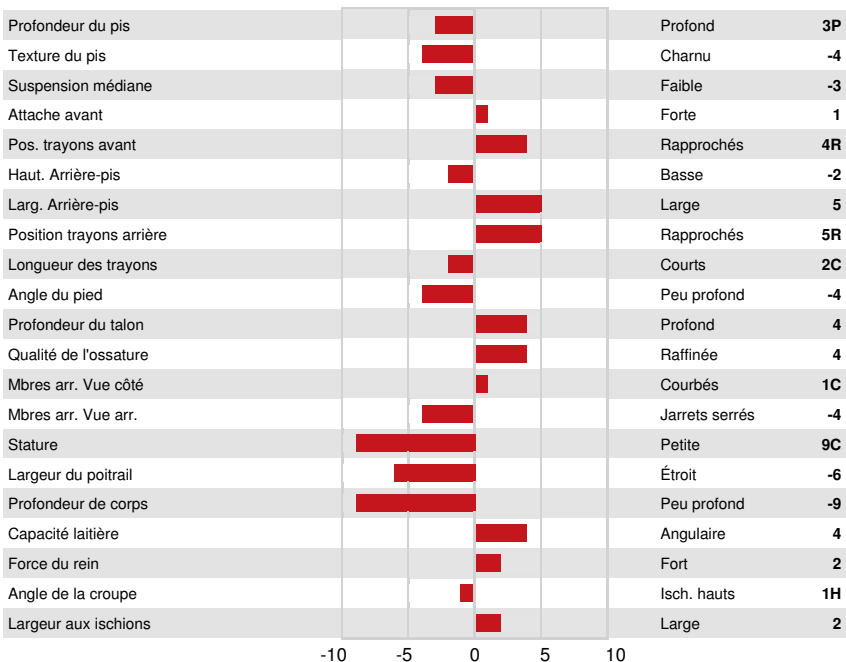 Profondeur du pis Profond 3P
Texture du pis Charnu -4
Suspension médiane Faible -3
Attache avant Forte 1
Pos. trayons avant Rapprochés 4R
Haut. Arrière-pis Basse -2
Larg. Arrière-pis Large 5
Position trayons arrière Rapprochés 5R
Longueur des trayons Courts 2C
Angle du pied Peu profond -4
Profondeur du talon Profond 4
Qualité de l'ossature Raffinée 4
Mbres arr. Vue côté Courbés 1C
Mbres arr. Vue arr. Jarrets serrés -4
Stature Petite 9C
Largeur du poitrail Étroit -6
Profondeur de corps Peu profond -9
Capacité laitière Angulaire 4
Force du rein Fort 2
Angle de la croupe Isch. hauts 1H
Largeur aux ischions Large 2
-10 -5 0 5 10